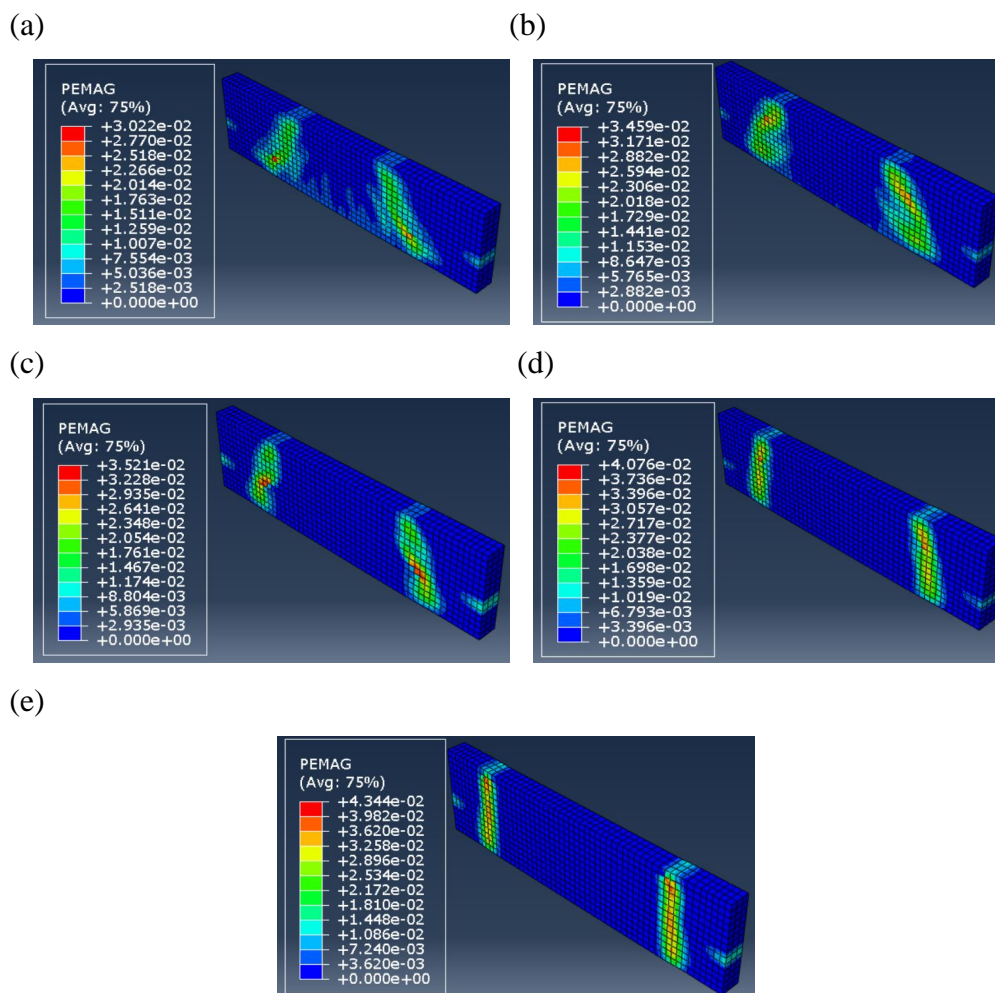 (a)
PEMAG
(Avg: 75%)
+3.022e-02
+2.770e-02
+2.518e-02
+2.266e-02
+2.014e-02
+1.763e-02
+1.511e-02
+1.259e-02
+1.007e-02
+7.554e-03
+5.036e-03
+2.518e-03
+0.000e+00
(b)
PEMAG
(Avg: 75%)
+3.459e-02
+3.171e-02
+2.882e-02
+2.594e-02
+2.306e-02
+2.018e-02
+1.729e-02
+1.441e-02
+1.153e-02
+8.647e-03
+5.765e-03
+2.882e-03
+0.000e+00
(c)
PEMAG
(Avg: 75%)
+3.521e-02
+3.228e-02
+2.935e-02
+2.641e-02
+2.348e-02
+2.054e-02
+1.761e-02
+1.467e-02
+1.174e-02
+8.804e-03
+5.869e-03
+2.935e-03
+0.000e+00
(d)
PEMAG
(Avg: 75%)
+4.076e-02
+3.736e-02
+3.396e-02
+3.057e-02
+2.717e-02
+2.377e-02
+2.038e-02
+1.698e-02
+1.359e-02
+1.019e-02
+6.793e-03
+3.396e-03
+0.000e+00
(e)
PEMAG
(Avg: 75%)
+4.344e-02
+3.982e-02
+3.620e-02
+3.258e-02
+2.896e-02
+2.534e-02
+2.172e-02
+1.810e-02
+1.448e-02
+1.086e-02
+7.240e-03
+3.620e-03
+0.000e+00